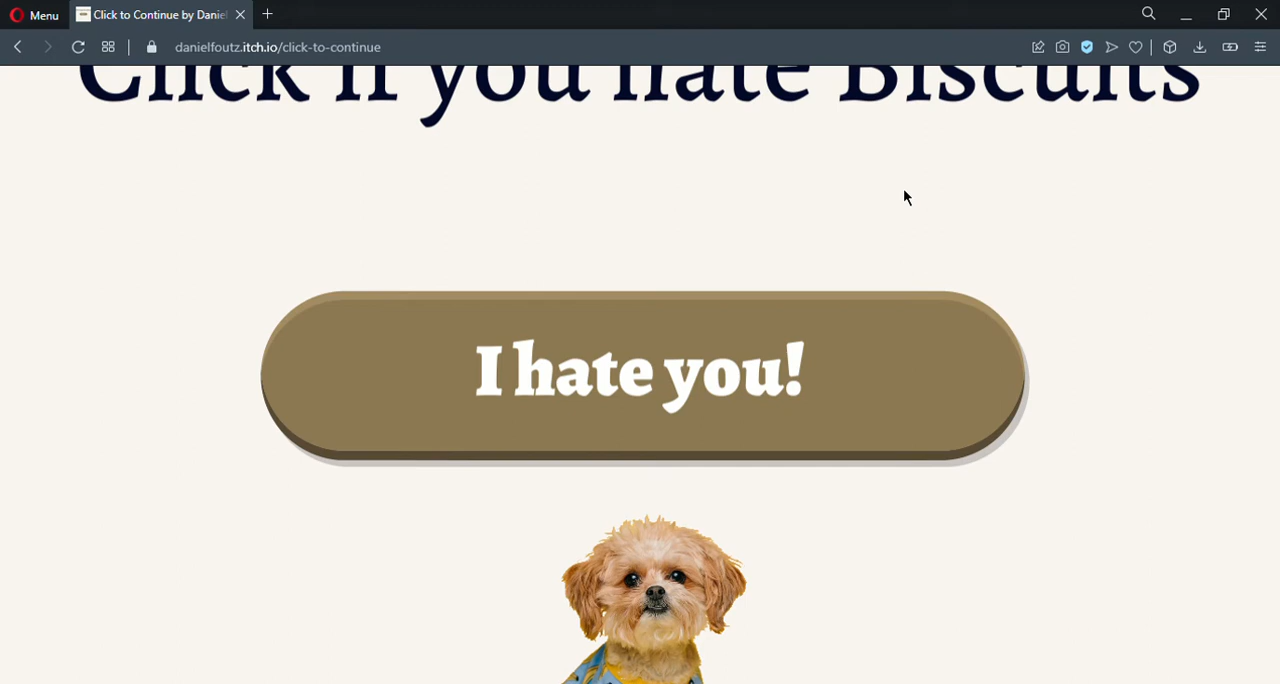 Menu
Click to Continue by Daniel
danielfoutz.itch.io/click-to-continue
Click if you hate Biscuits
I hate you!